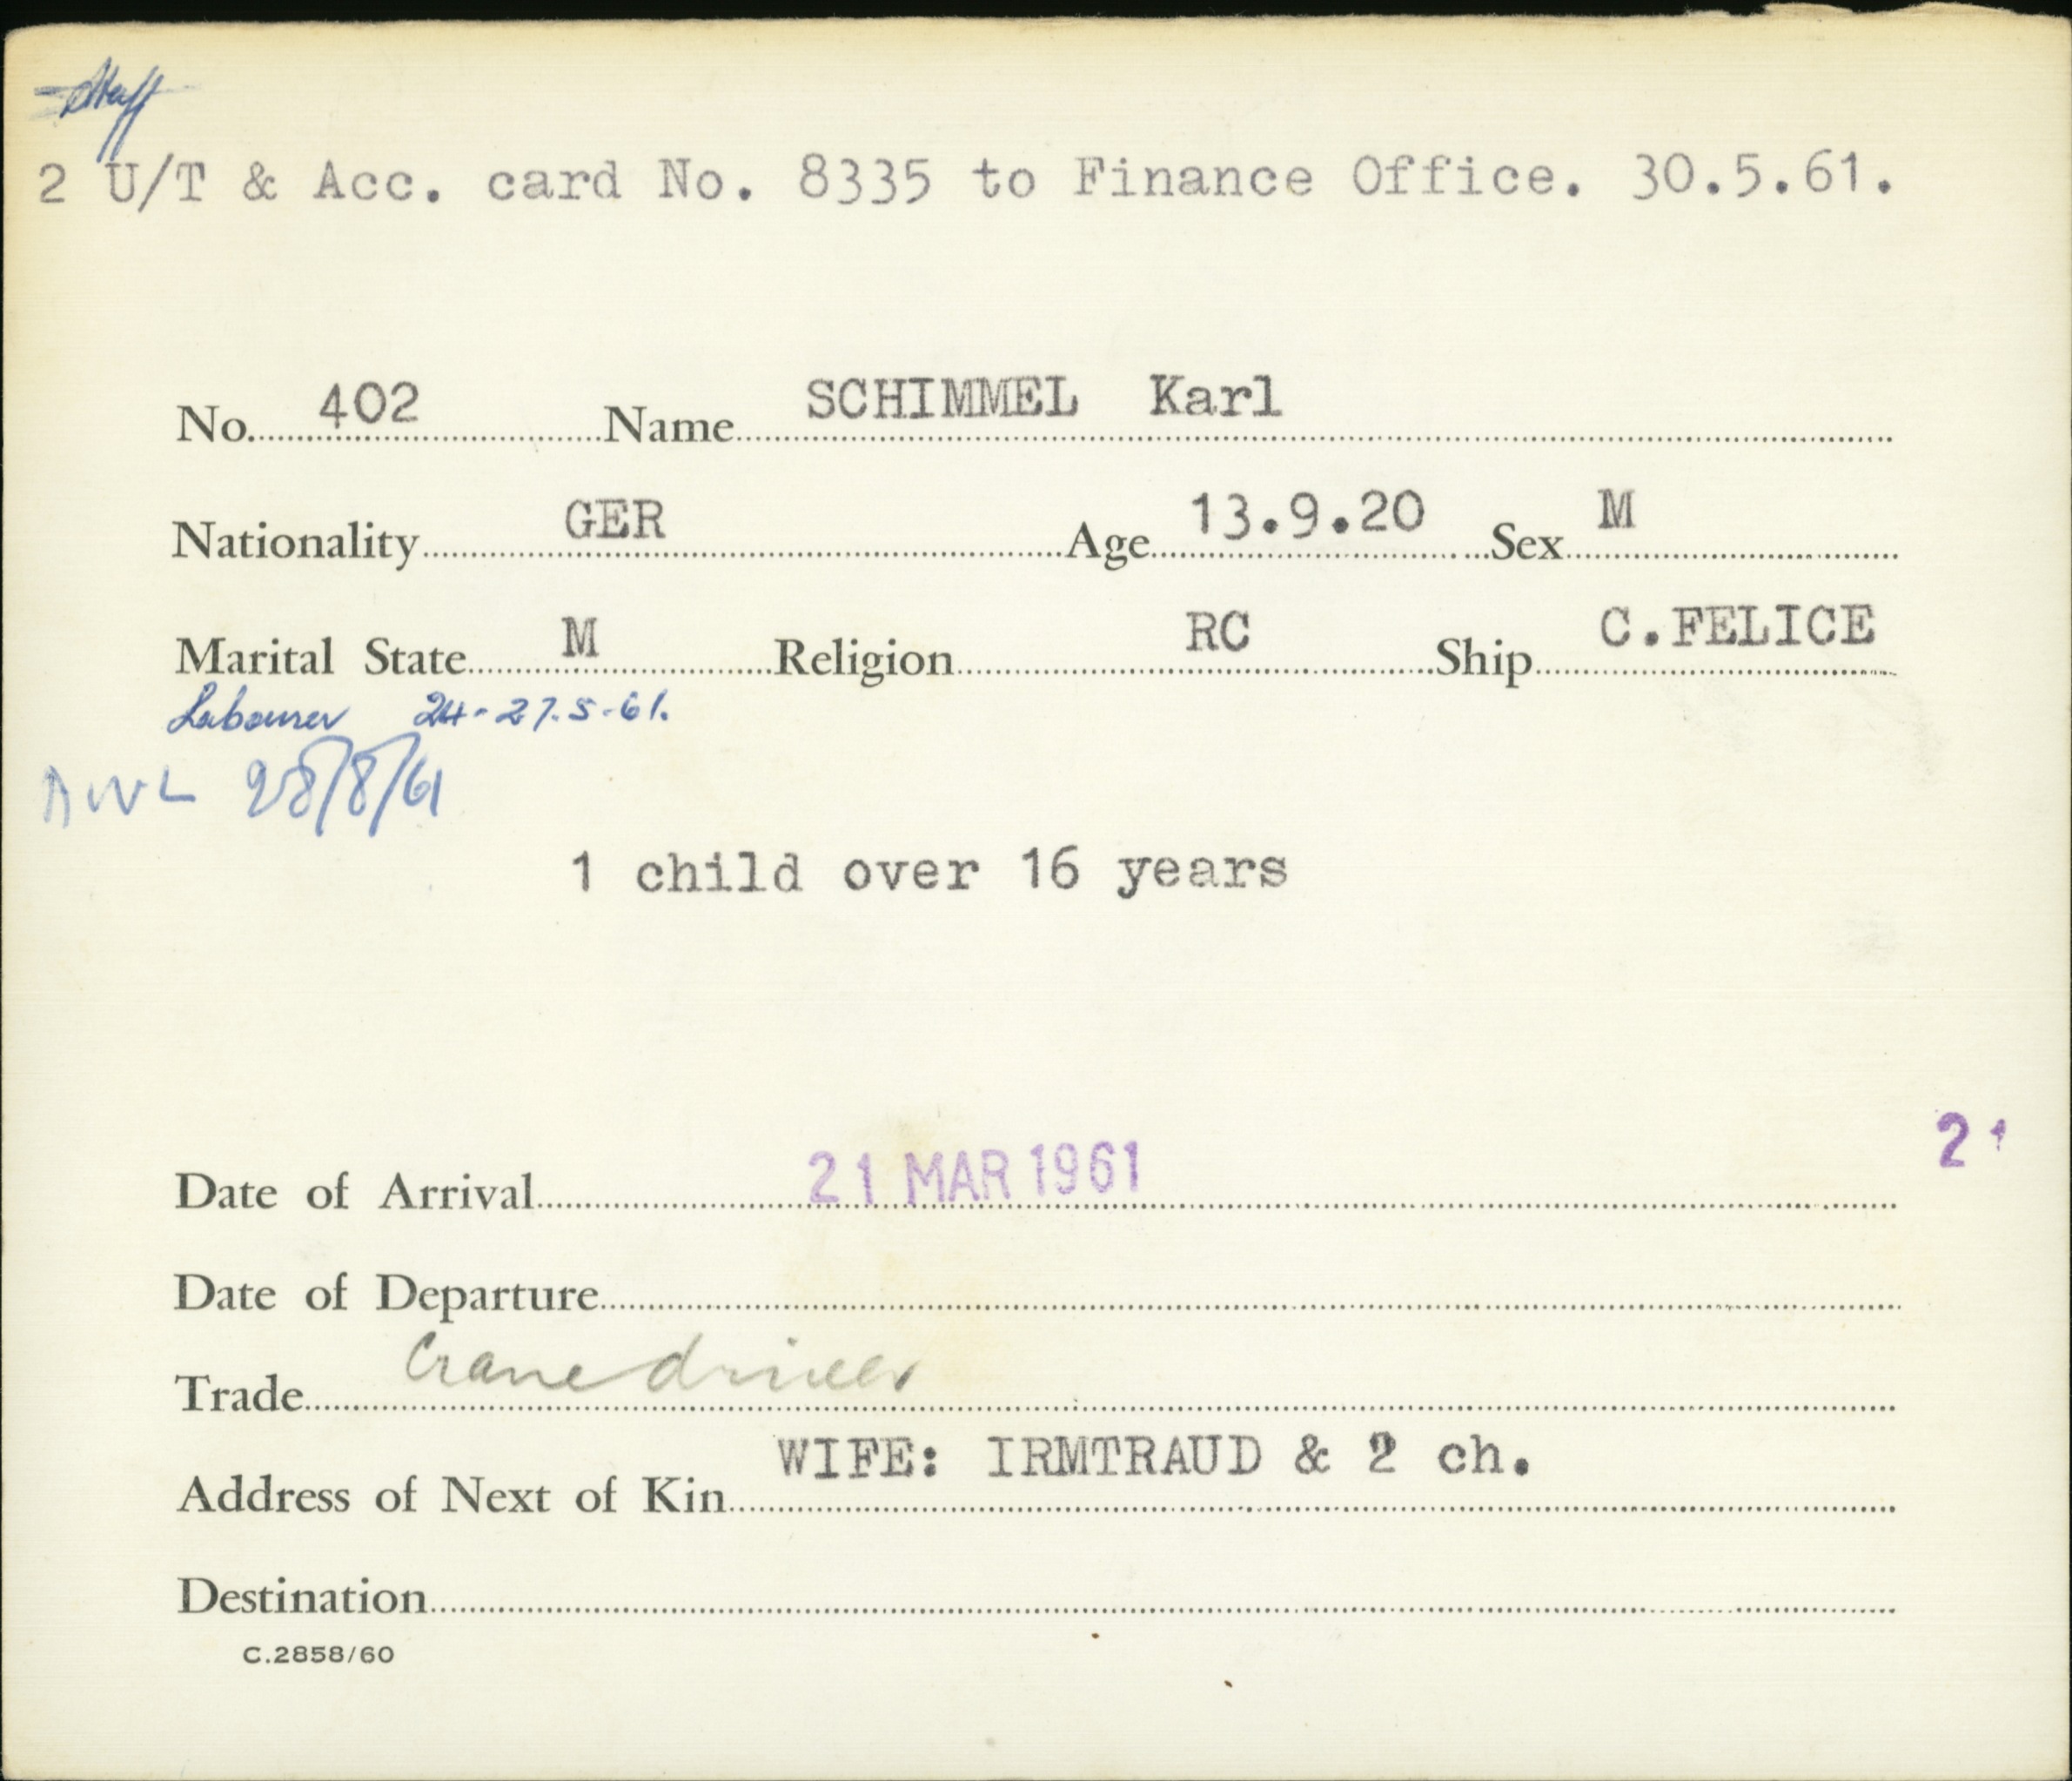 Staff
2 U/T & Acc. card No. 8335 to Finance Office. 30.5.61.
No. 402 Name SCHIMMEL Karl
Nationality GER Age 13.9.20 Sex M
Marital State M Religion RC Ship C.FELICE
Labourer 24-27.5.61.
AWL 28/8/61
1 child over 16 years
2
Date of Arrival 21 MAR 1961
Date of Departure
Trade Crane driver
Address of Next of Kin WIFE: IRMTRAUD & 2 ch.
Destination
C.2858/60